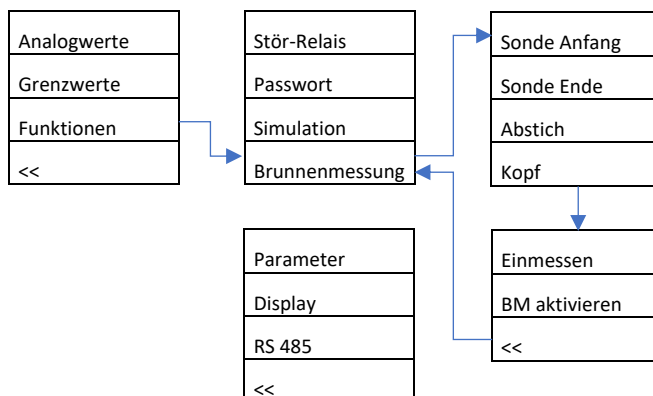 Analogwerte
Grenzwerte
Funktionen
<<
Stör-Relais
Passwort
Simulation
Brunnenmessung
Sonde Anfang
Sonde Ende
Abstich
Kopf
Parameter
Display
RS 485
<<
Einmessen
BM aktivieren
<<